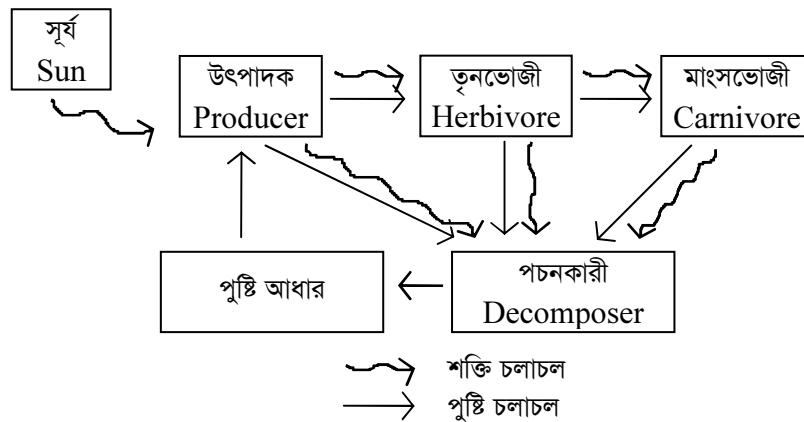 সূর্য
Sun
উৎপাদক
Producer
তৃনভোজী
Herbivore
মাংসভোজী
Carnivore
পুষ্টি আধার
পচনকারী
Decomposer
শক্তি চলাচল
পুষ্টি চলাচল